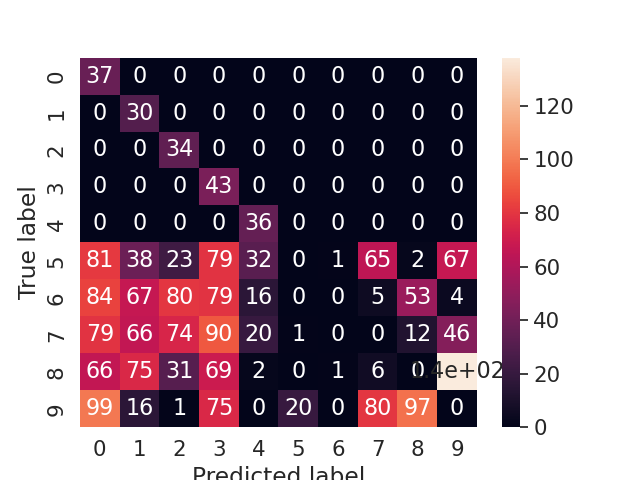 0 37 0 0 0 0 0 0 0 0 0
1 0 30 0 0 0 0 0 0 0 0
2 0 0 34 0 0 0 0 0 0 0
3 0 0 0 43 0 0 0 0 0 0
4 0 0 0 0 36 0 0 0 0 0
5 81 38 23 79 32 0 1 65 2 67
6 84 67 80 79 16 0 0 5 53 4
7 79 66 74 90 20 1 0 0 12 46
8 66 75 31 69 2 0 1 6 0 1.4e+02
9 99 16 1 75 0 20 0 80 97 0
0 1 2 3 4 5 6 7 8 9
Predicted label
True label
120
100
80
60
40
20
0